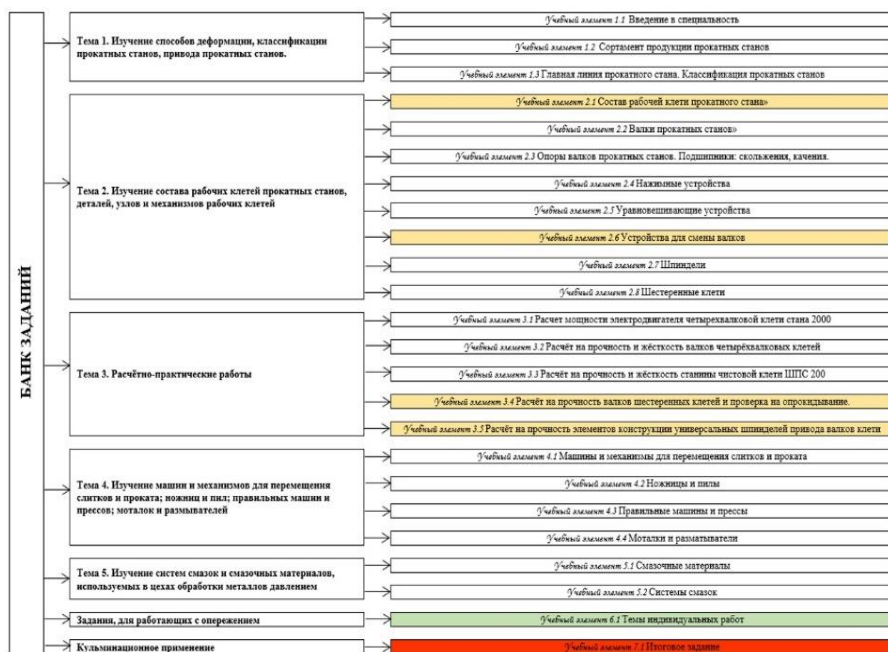 БАНК ЗАДАНИЙ
Тема 1. Изучение способов деформации, классификации
прокатных станов, привода прокатных станов.
Учебный элемент 1.1 Введение в специальность
Учебный элемент 1.2 Сортамент продукции прокатных станов
Учебный элемент 1.3 Главная линия прокатного стана. Классификация прокатных станов
Тема 2. Изучение состава рабочих клетей прокатных станов,
деталей, узлов и механизмов рабочих клетей
Учебный элемент 2.1 Состав рабочей клети прокатного стана»
Учебный элемент 2.2 Валки прокатных станов»
Учебный элемент 2.3 Опоры валков прокатных станов. Подшипники: скольжения, качения.
Учебный элемент 2.4 Нажимные устройства
Учебный элемент 2.5 Уравновешивающие устройства
Учебный элемент 2.6 Устройства для смены валков
Учебный элемент 2.7 Шпиндели
Учебный элемент 2.8 Шестеренные клети
Тема 3. Расчётно-практические работы
Учебный элемент 3.1 Расчет мощности электродвигателя четырехвалковой клети стана 2000
Учебный элемент 3.2 Расчёт на прочность и жёсткость валков четырёхвалковых клетей
Учебный элемент 3.3 Расчёт на прочность и жёсткость станины чистовой клети ШПС 200
Учебный элемент 3.4 Расчёт на прочность валков шестеренных клетей и проверка на опрокидывание.
Учебный элемент 3.5 Расчёт на прочность элементов конструкции универсальных шпинделей привода валков клети
Тема 4. Изучение машин и механизмов для перемещения
слитков и проката; ножниц и пил; правильных машин и
прессов; моталок и размывателей
Учебный элемент 4.1 Машины и механизмы для перемещения слитков и проката
Учебный элемент 4.2 Ножницы и пилы
Учебный элемент 4.3 Правильные машины и прессы
Учебный элемент 4.4 Моталки и разматыватели
Тема 5. Изучение систем смазок и смазочных материалов,
используемых в цехах обработки металлов давлением
Учебный элемент 5.1 Смазочные материалы
Учебный элемент 5.2 Системы смазок
Задания, для работающих с опережением
Учебный элемент 6.1 Темы индивидуальных работ
Кульминационное применение
Учебный элемент 7.1 Итоговое задание